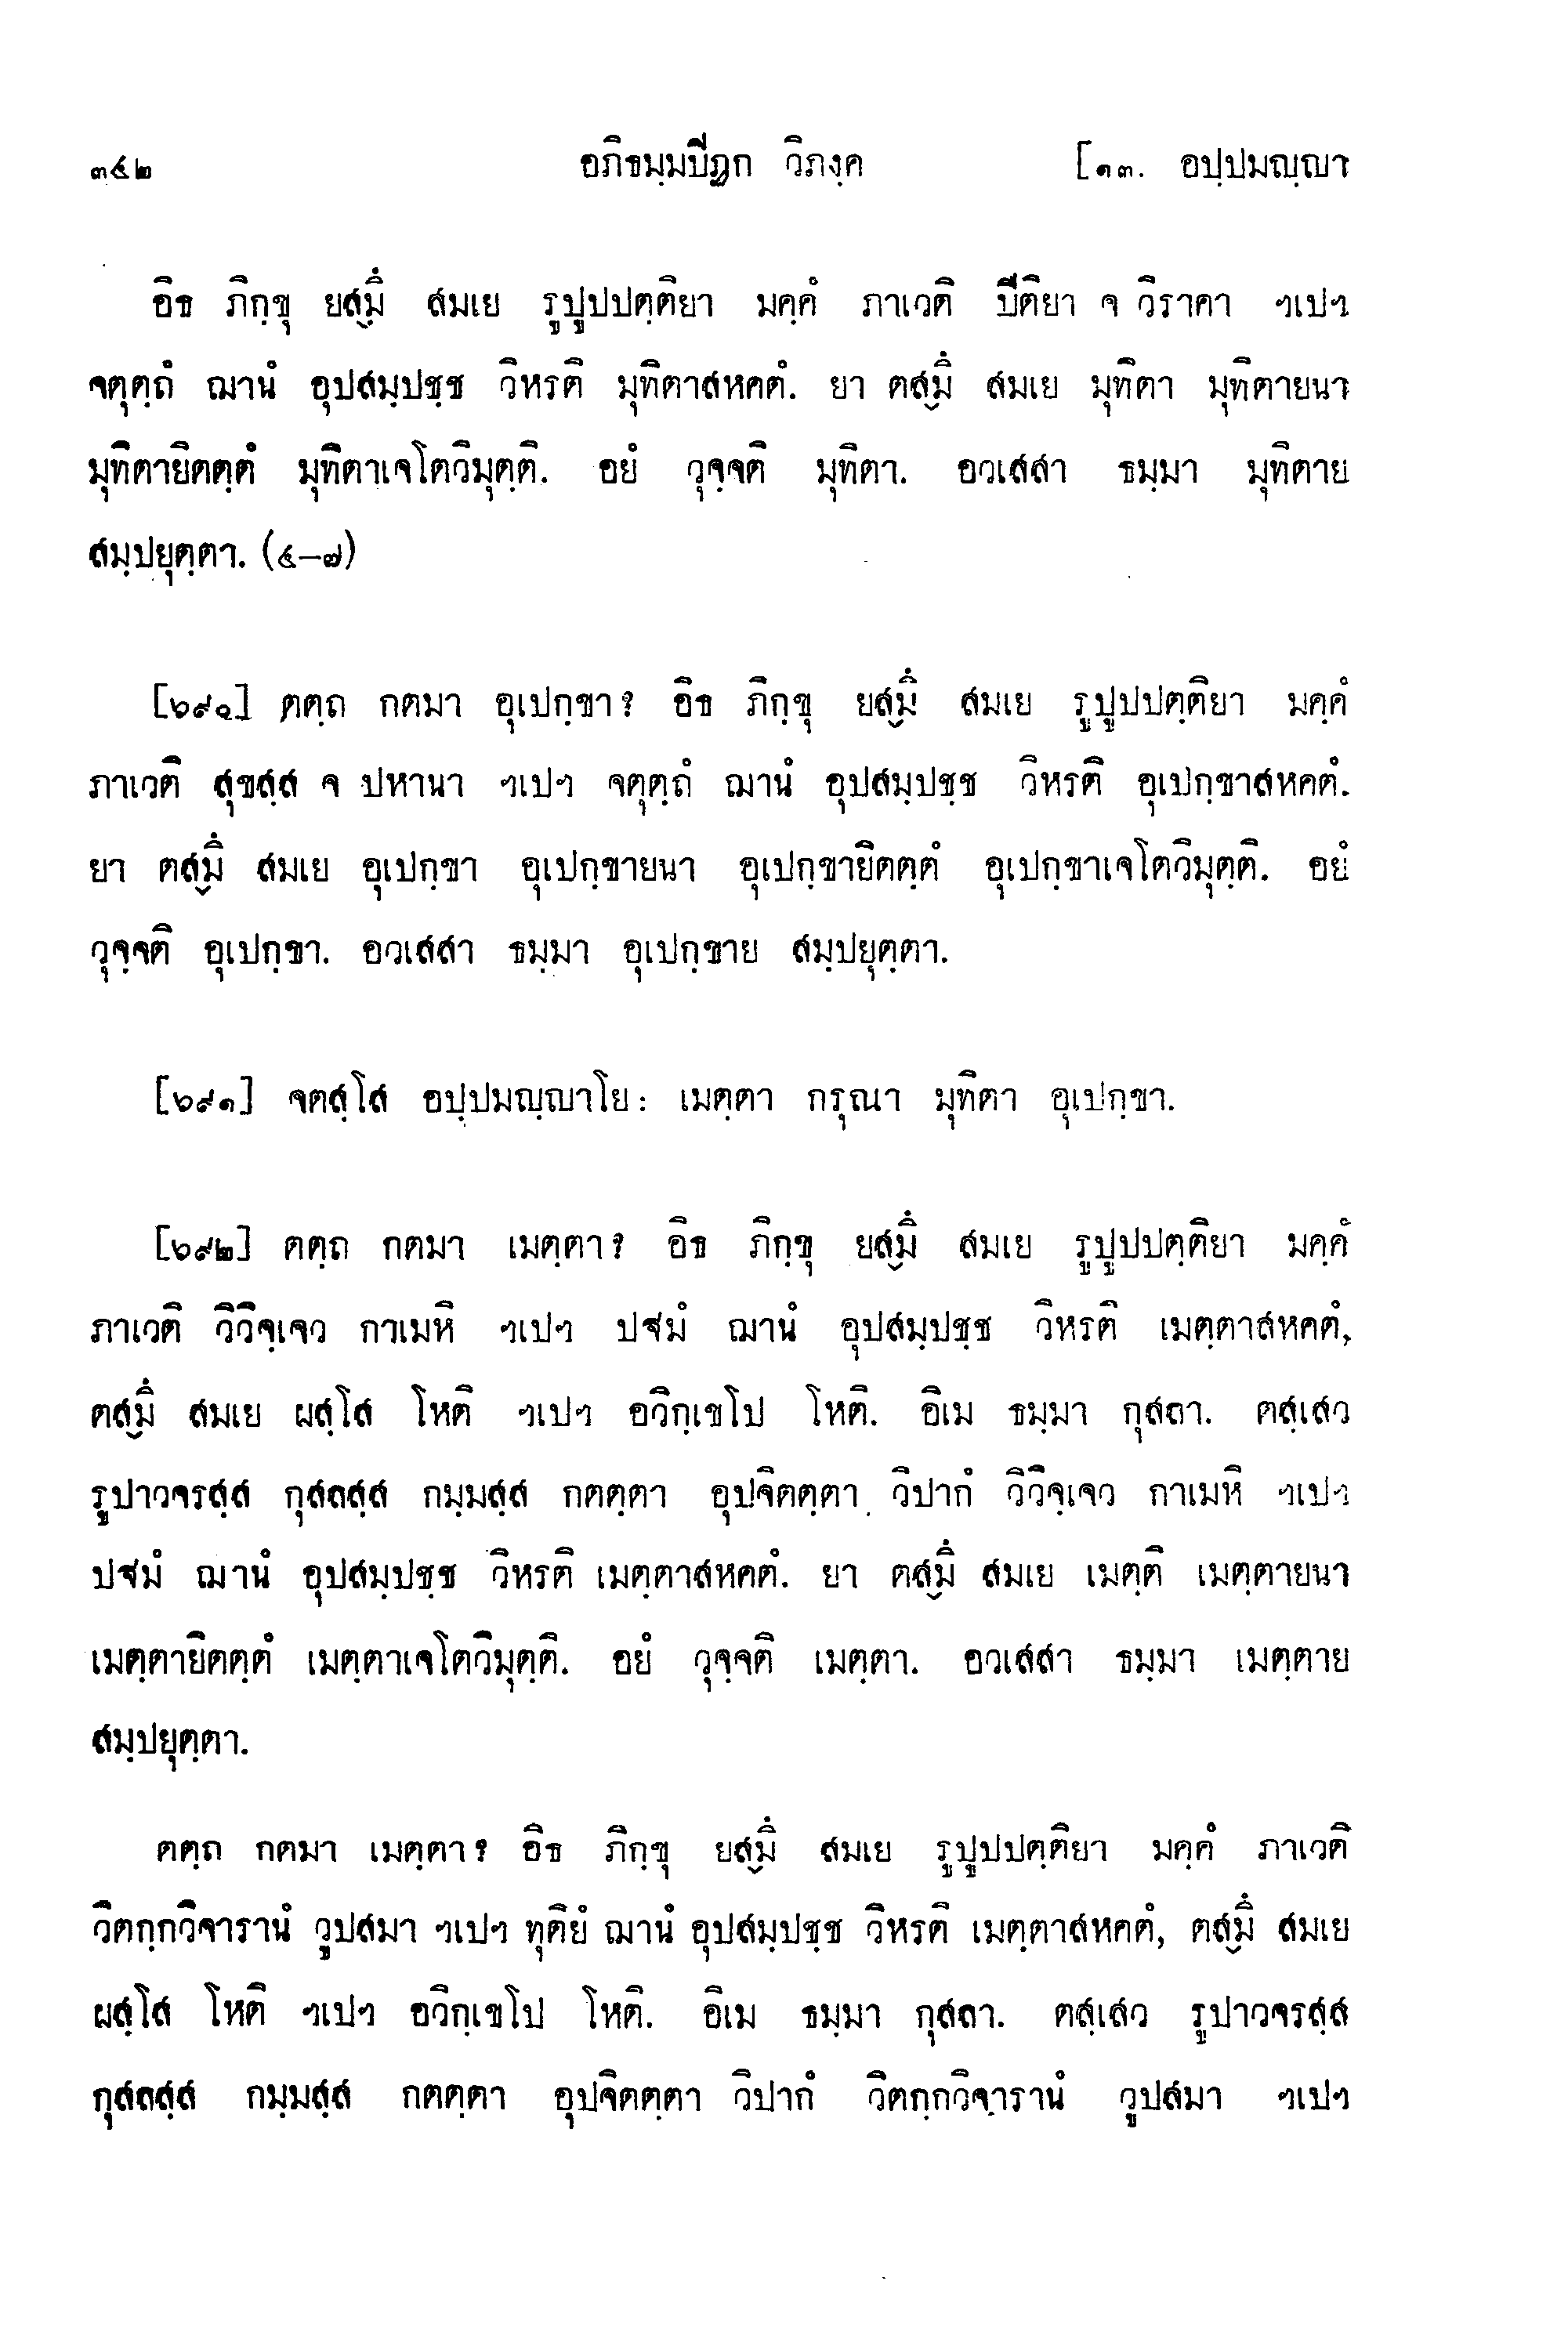 ๓๕๒ อภิธมฺมปีฏก วิภงฺค [๑๓. อปฺปมญฺญา
อิธ ภิกฺขุ ยสฺมึ สมเย รูปูปปตฺติยา มคฺคํ ภาเวติ ปีติยา จ วิราคา ฯเปฯ
จตุตฺถํ ฌานํ อุปสมฺปชฺช วิหรติ มุทิตาสหคตํ. ยา ตสฺมึ สมเย มุทิตา มุทิตายนา
มุทิตายิตตฺตํ มุทิตาเจโตวิมุตฺติ. อยํ วุจฺจติ มุทิตา. อวเสสา ธมฺมา มุทิตาย
สมฺปยุตฺตา. (๔–๗)
[๖๙๐] ตตฺถ กตมา อุเปกฺขา? อิธ ภิกฺขุ ยสฺมึ สมเย รูปูปปตฺติยา มคฺคํ
ภาเวติ สุขสฺส จ ปหานา ฯเปฯ จตุตฺถํ ฌานํ อุปสมฺปชฺช วิหรติ อุเปกฺขาสหคตํ.
ยา ตสฺมึ สมเย อุเปกฺขา อุเปกฺขายนา อุเปกฺขายิตตฺตํ อุเปกฺขาเจโตวิมุตฺติ. อยํ
วุจฺจติ อุเปกฺขา. อวเสสา ธมฺมา อุเปกฺขาย สมฺปยุตฺตา.
[๖๙๑] จตสฺโส อปฺปมญฺญาโย: เมตฺตา กรุณา มุทิตา อุเปกฺขา.
[๖๙๒] ตตฺถ กตมา เมตฺตา? อิธ ภิกฺขุ ยสฺมึ สมเย รูปูปปตฺติยา มคฺคํ
ภาเวติ วิวิจฺเจว กาเมหิ ฯเปฯ ปฐมํ ฌานํ อุปสมฺปชฺช วิหรติ เมตฺตาสหคตํ,
ตสฺมึ สมเย ผสฺโส โหติ ฯเปฯ อวิกฺเขโป โหติ. อิเม ธมฺมา กุสลา. ตสฺเสว
รูปาวจรสฺส กุสลสฺส กมฺมสฺส กตตฺตา อุปจิตตฺตา วิปากํ วิวิจฺเจว กาเมหิ ฯเปฯ
ปฐมํ ฌานํ อุปสมฺปชฺช วิหรติ เมตฺตาสหคตํ. ยา ตสฺมึ สมเย เมตฺติ เมตฺตายนา
เมตฺตายิตตฺตํ เมตฺตาเจโตวิมุตฺติ. อยํ วุจฺจติ เมตฺตา. อวเสสา ธมฺมา เมตฺตาย
สมฺปยุตฺตา.
ตตฺถ กตมา เมตฺตา? อิธ ภิกฺขุ ยสฺมึ สมเย รูปูปปตฺติยา มคฺคํ ภาเวติ
วิตกฺกวิจารานํ วูปสมา ฯเปฯ ทุติยํ ฌานํ อุปสมฺปชฺช วิหรติ เมตฺตาสหคตํ, ตสฺมึ สมเย
ผสฺโส โหติ ฯเปฯ อวิกฺเขโป โหติ. อิเม ธมฺมา กุสลา. ตสฺเสว รูปาวจรสฺส
กุสลสฺส กมฺมสฺส กตตฺตา อุปจิตตฺตา วิปากํ วิตกฺกวิจารานํ วูปสมา ฯเปฯ